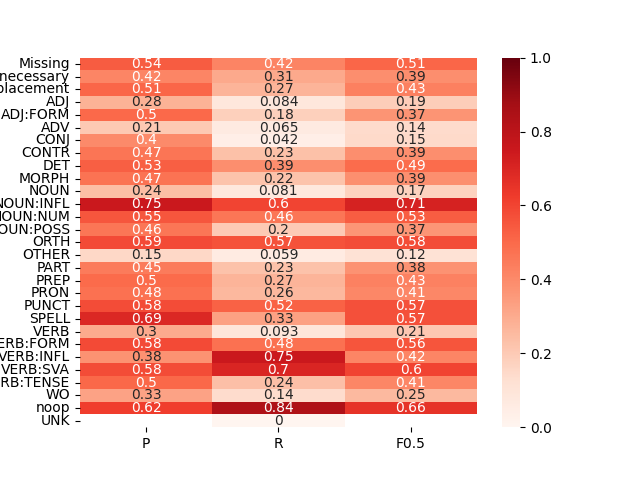 Missing 0.54 0.42 0.51 1.0
necessary 0.42 0.31 0.39
placement 0.51 0.27 0.43
ADJ 0.28 0.084 0.19
ADJ:FORM 0.5 0.18 0.37
ADV 0.21 0.065 0.14
CONJ 0.4 0.042 0.15 0.8
CONTR 0.47 0.23 0.39
DET 0.53 0.39 0.49
MORPH 0.47 0.22 0.39
NOUN 0.24 0.081 0.17
NOUN:INFL 0.75 0.6 0.71 0.6
NOUN:NUM 0.55 0.46 0.53
OUN:POSS 0.46 0.2 0.37
ORTH 0.59 0.57 0.58
OTHER 0.15 0.059 0.12
PART 0.45 0.23 0.38
PREP 0.5 0.27 0.43 0.4
PRON 0.48 0.26 0.41
PUNCT 0.58 0.52 0.57
SPELL 0.69 0.33 0.57
VERB 0.3 0.093 0.21
ERB:FORM 0.58 0.48 0.56
VERB:INFL 0.38 0.75 0.42 0.2
VERB:SVA 0.58 0.7 0.6
RB:TENSE 0.5 0.24 0.41
WO 0.33 0.14 0.25
noop 0.62 0.84 0.66
UNK 0 0.0
P R F0.5